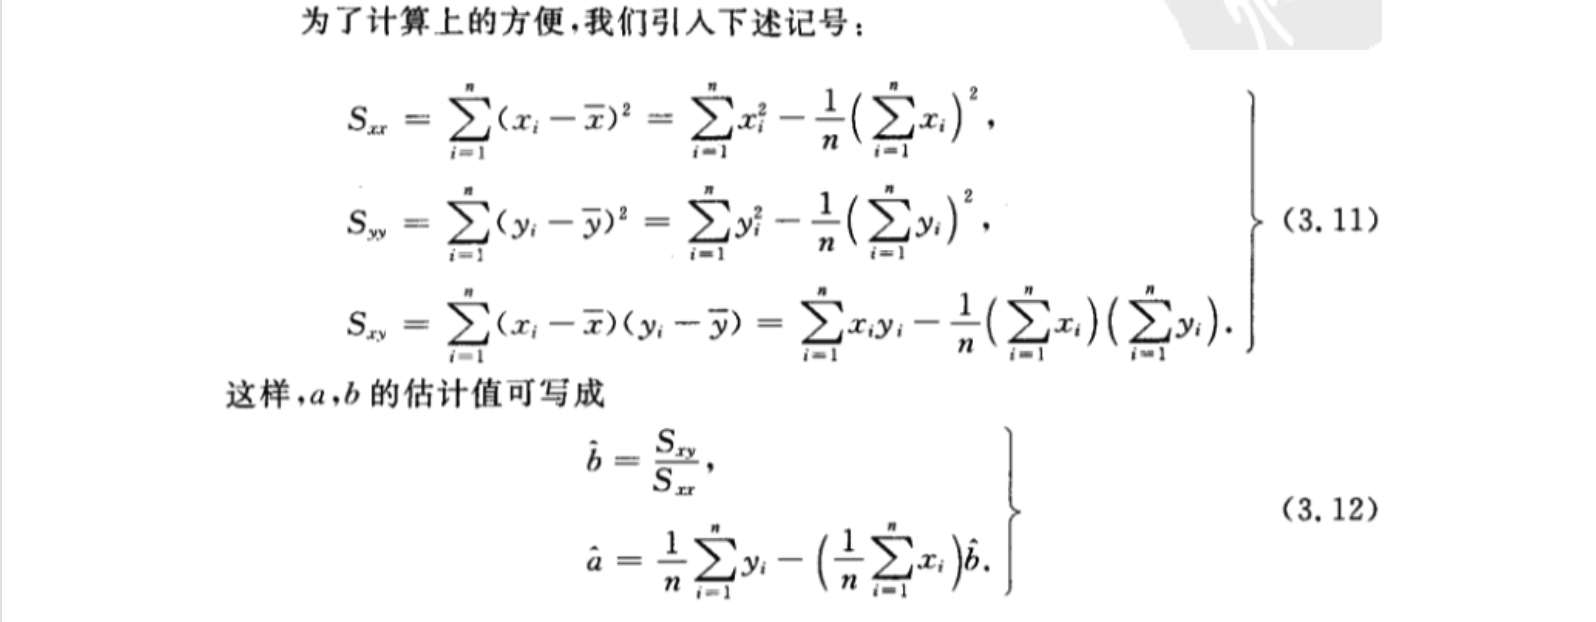 为了计算上的方便,我们引入下述记号:
S_{xx} = \sum_{i=1}^{n}(x_i - \overline{x})^2 = \sum_{i=1}^{n}x_i^2 - \frac{1}{n}\left(\sum_{i=1}^{n}x_i\right)^2,
S_{yy} = \sum_{i=1}^{n}(y_i - \overline{y})^2 = \sum_{i=1}^{n}y_i^2 - \frac{1}{n}\left(\sum_{i=1}^{n}y_i\right)^2,
(3.11)
S_{xy} = \sum_{i=1}^{n}(x_i - \overline{x})(y_i - \overline{y}) = \sum_{i=1}^{n}x_iy_i - \frac{1}{n}\left(\sum_{i=1}^{n}x_i\right)\left(\sum_{i=1}^{n}y_i\right).
这样,a,b 的估计值可写成
\hat{b} = \frac{S_{xy}}{S_{xx}},
(3.12)
\hat{a} = \frac{1}{n}\sum_{i=1}^{n}y_i - \left(\frac{1}{n}\sum_{i=1}^{n}x_i\right)\hat{b}.